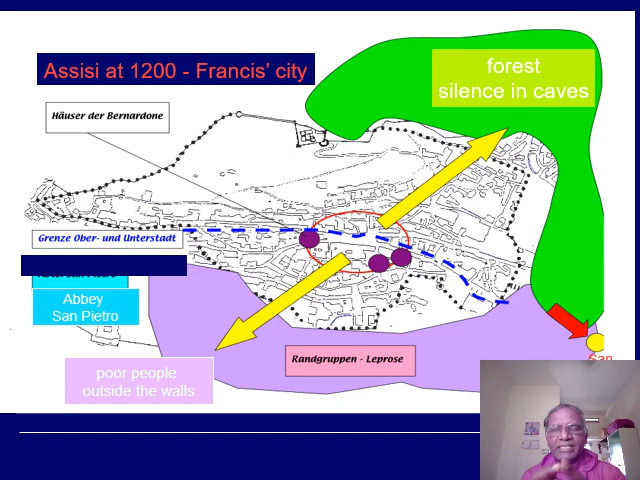 Assisi at 1200 - Francis' city
forest
silence in caves
Häuser der Bernardone
Grenze Ober- und Unterstadt
Abbey
San Pietro
Randgruppen - Leprose
poor people
outside the walls
San